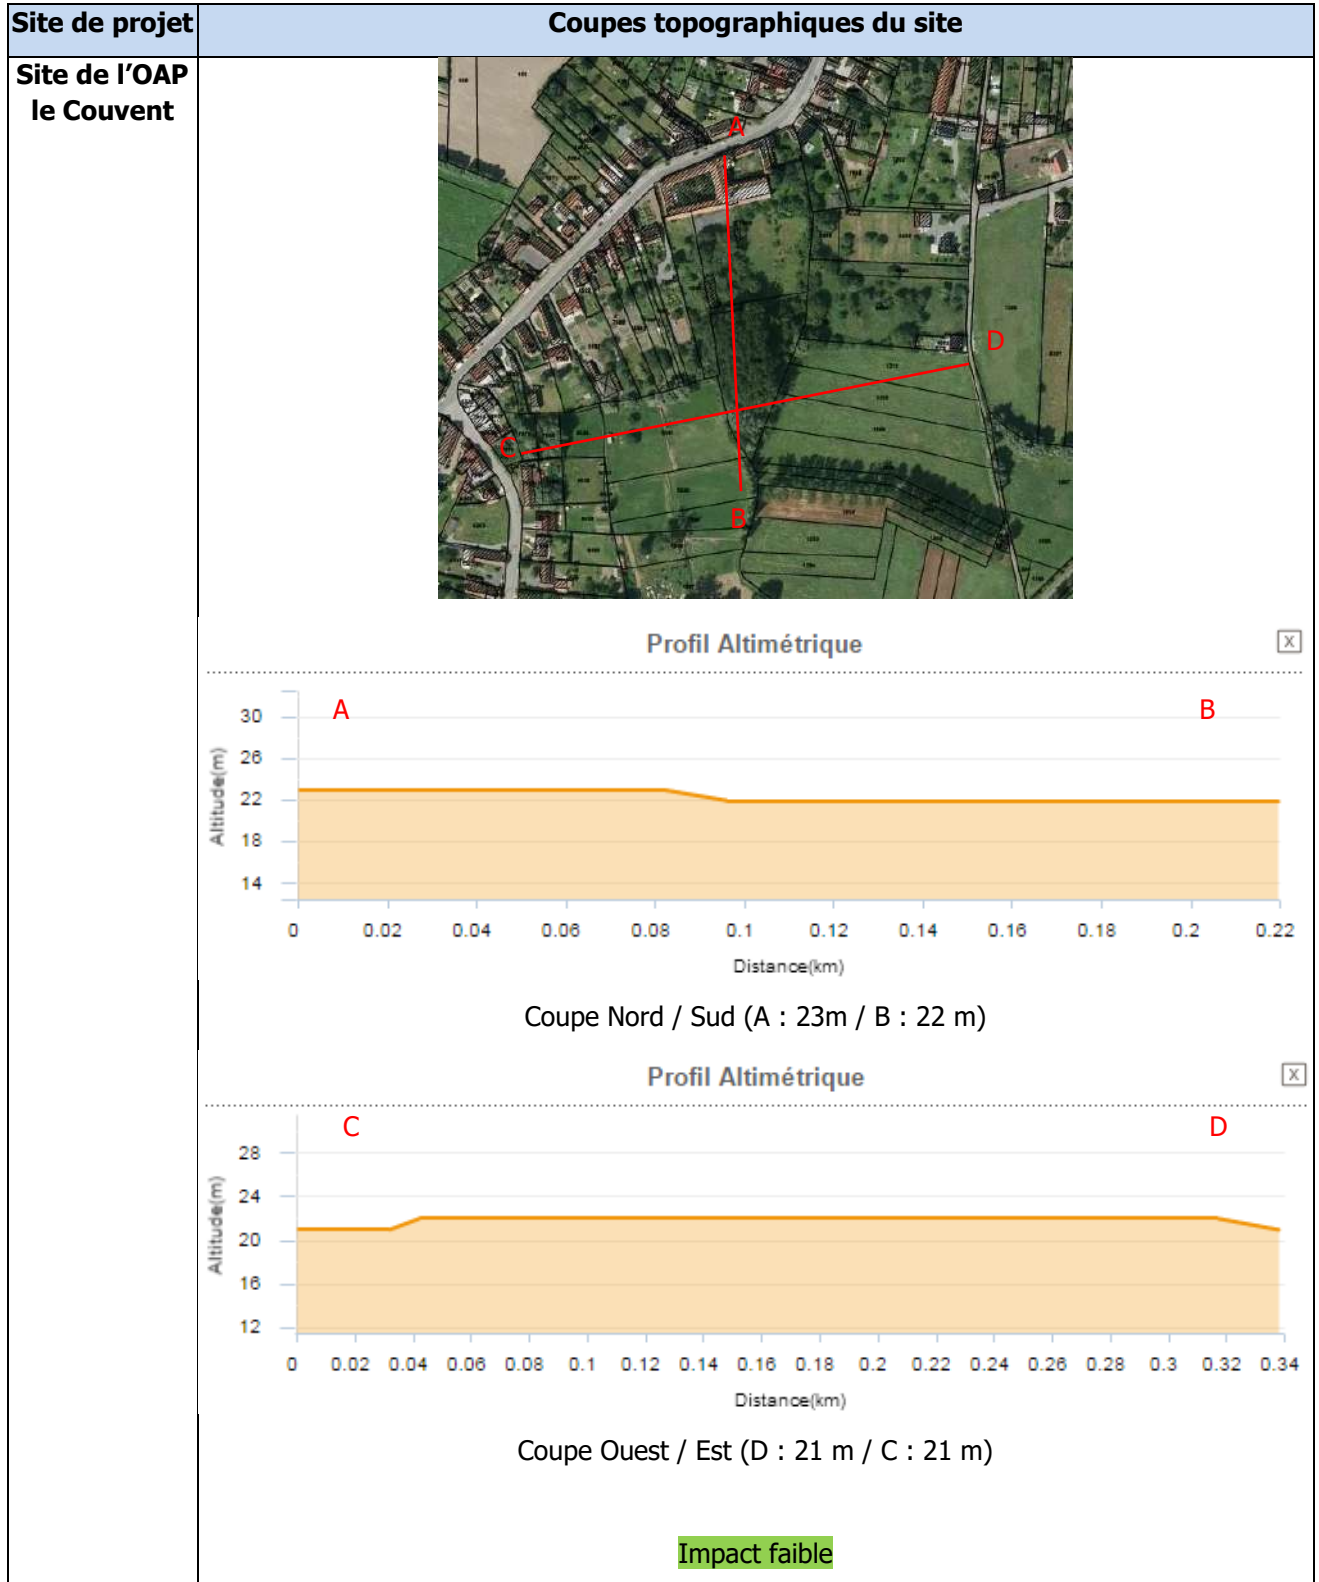 Site de projet
Coupes topographiques du site
Site de l'OAP
le Couvent
A
D
C
B
Profil Altimétrique
X
A
B
30
26
22
18
14
Altitude(m)
0 0.02 0.04 0.06 0.08 0.1 0.12 0.14 0.16 0.18 0.2 0.22
Distance(km)
Coupe Nord / Sud (A : 23m / B : 22 m)
Profil Altimétrique
X
C
D
28
24
20
16
12
Altitude(m)
0 0.02 0.04 0.06 0.08 0.1 0.12 0.14 0.16 0.18 0.2 0.22 0.24 0.26 0.28 0.3 0.32 0.34
Distance(km)
Coupe Ouest / Est (D : 21 m / C : 21 m)
Impact faible